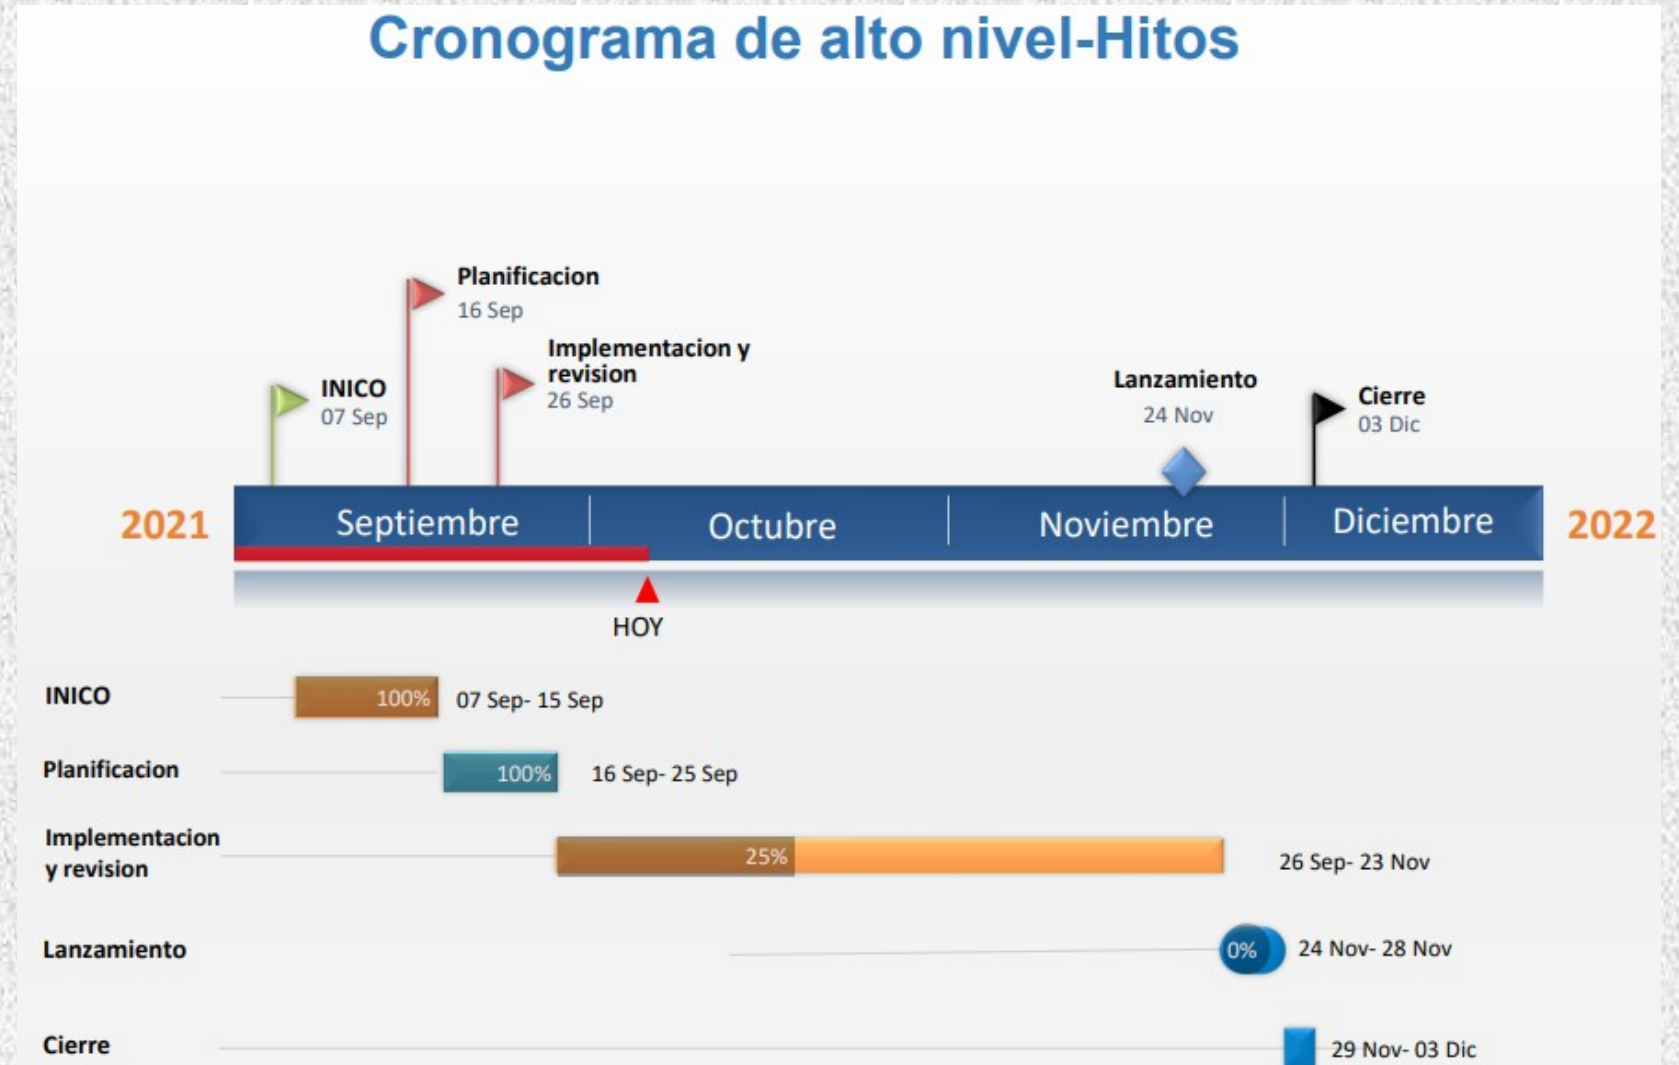 Cronograma de alto nivel-Hitos
Planificacion
16 Sep
Implementacion y
revision
26 Sep
INICO
07 Sep
Lanzamiento
24 Nov
Cierre
03 Dic
2021 Septiembre Octubre Noviembre Diciembre 2022
HOY
INICO 100% 07 Sep- 15 Sep
Planificacion 100% 16 Sep- 25 Sep
Implementacion
y revision
25% 26 Sep- 23 Nov
Lanzamiento 0% 24 Nov- 28 Nov
Cierre 29 Nov- 03 Dic